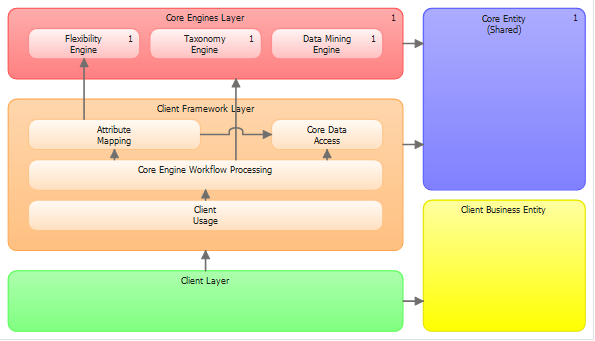 Core Engines Layer 1
Flexibility 1
Engine
Taxonomy 1
Engine
Data Mining 1
Engine
Core Entity 1
(Shared)
Client Framework Layer
Attribute
Mapping
Core Data
Access
Core Engine Workflow Processing
Client
Usage
Client Business Entity
Client Layer